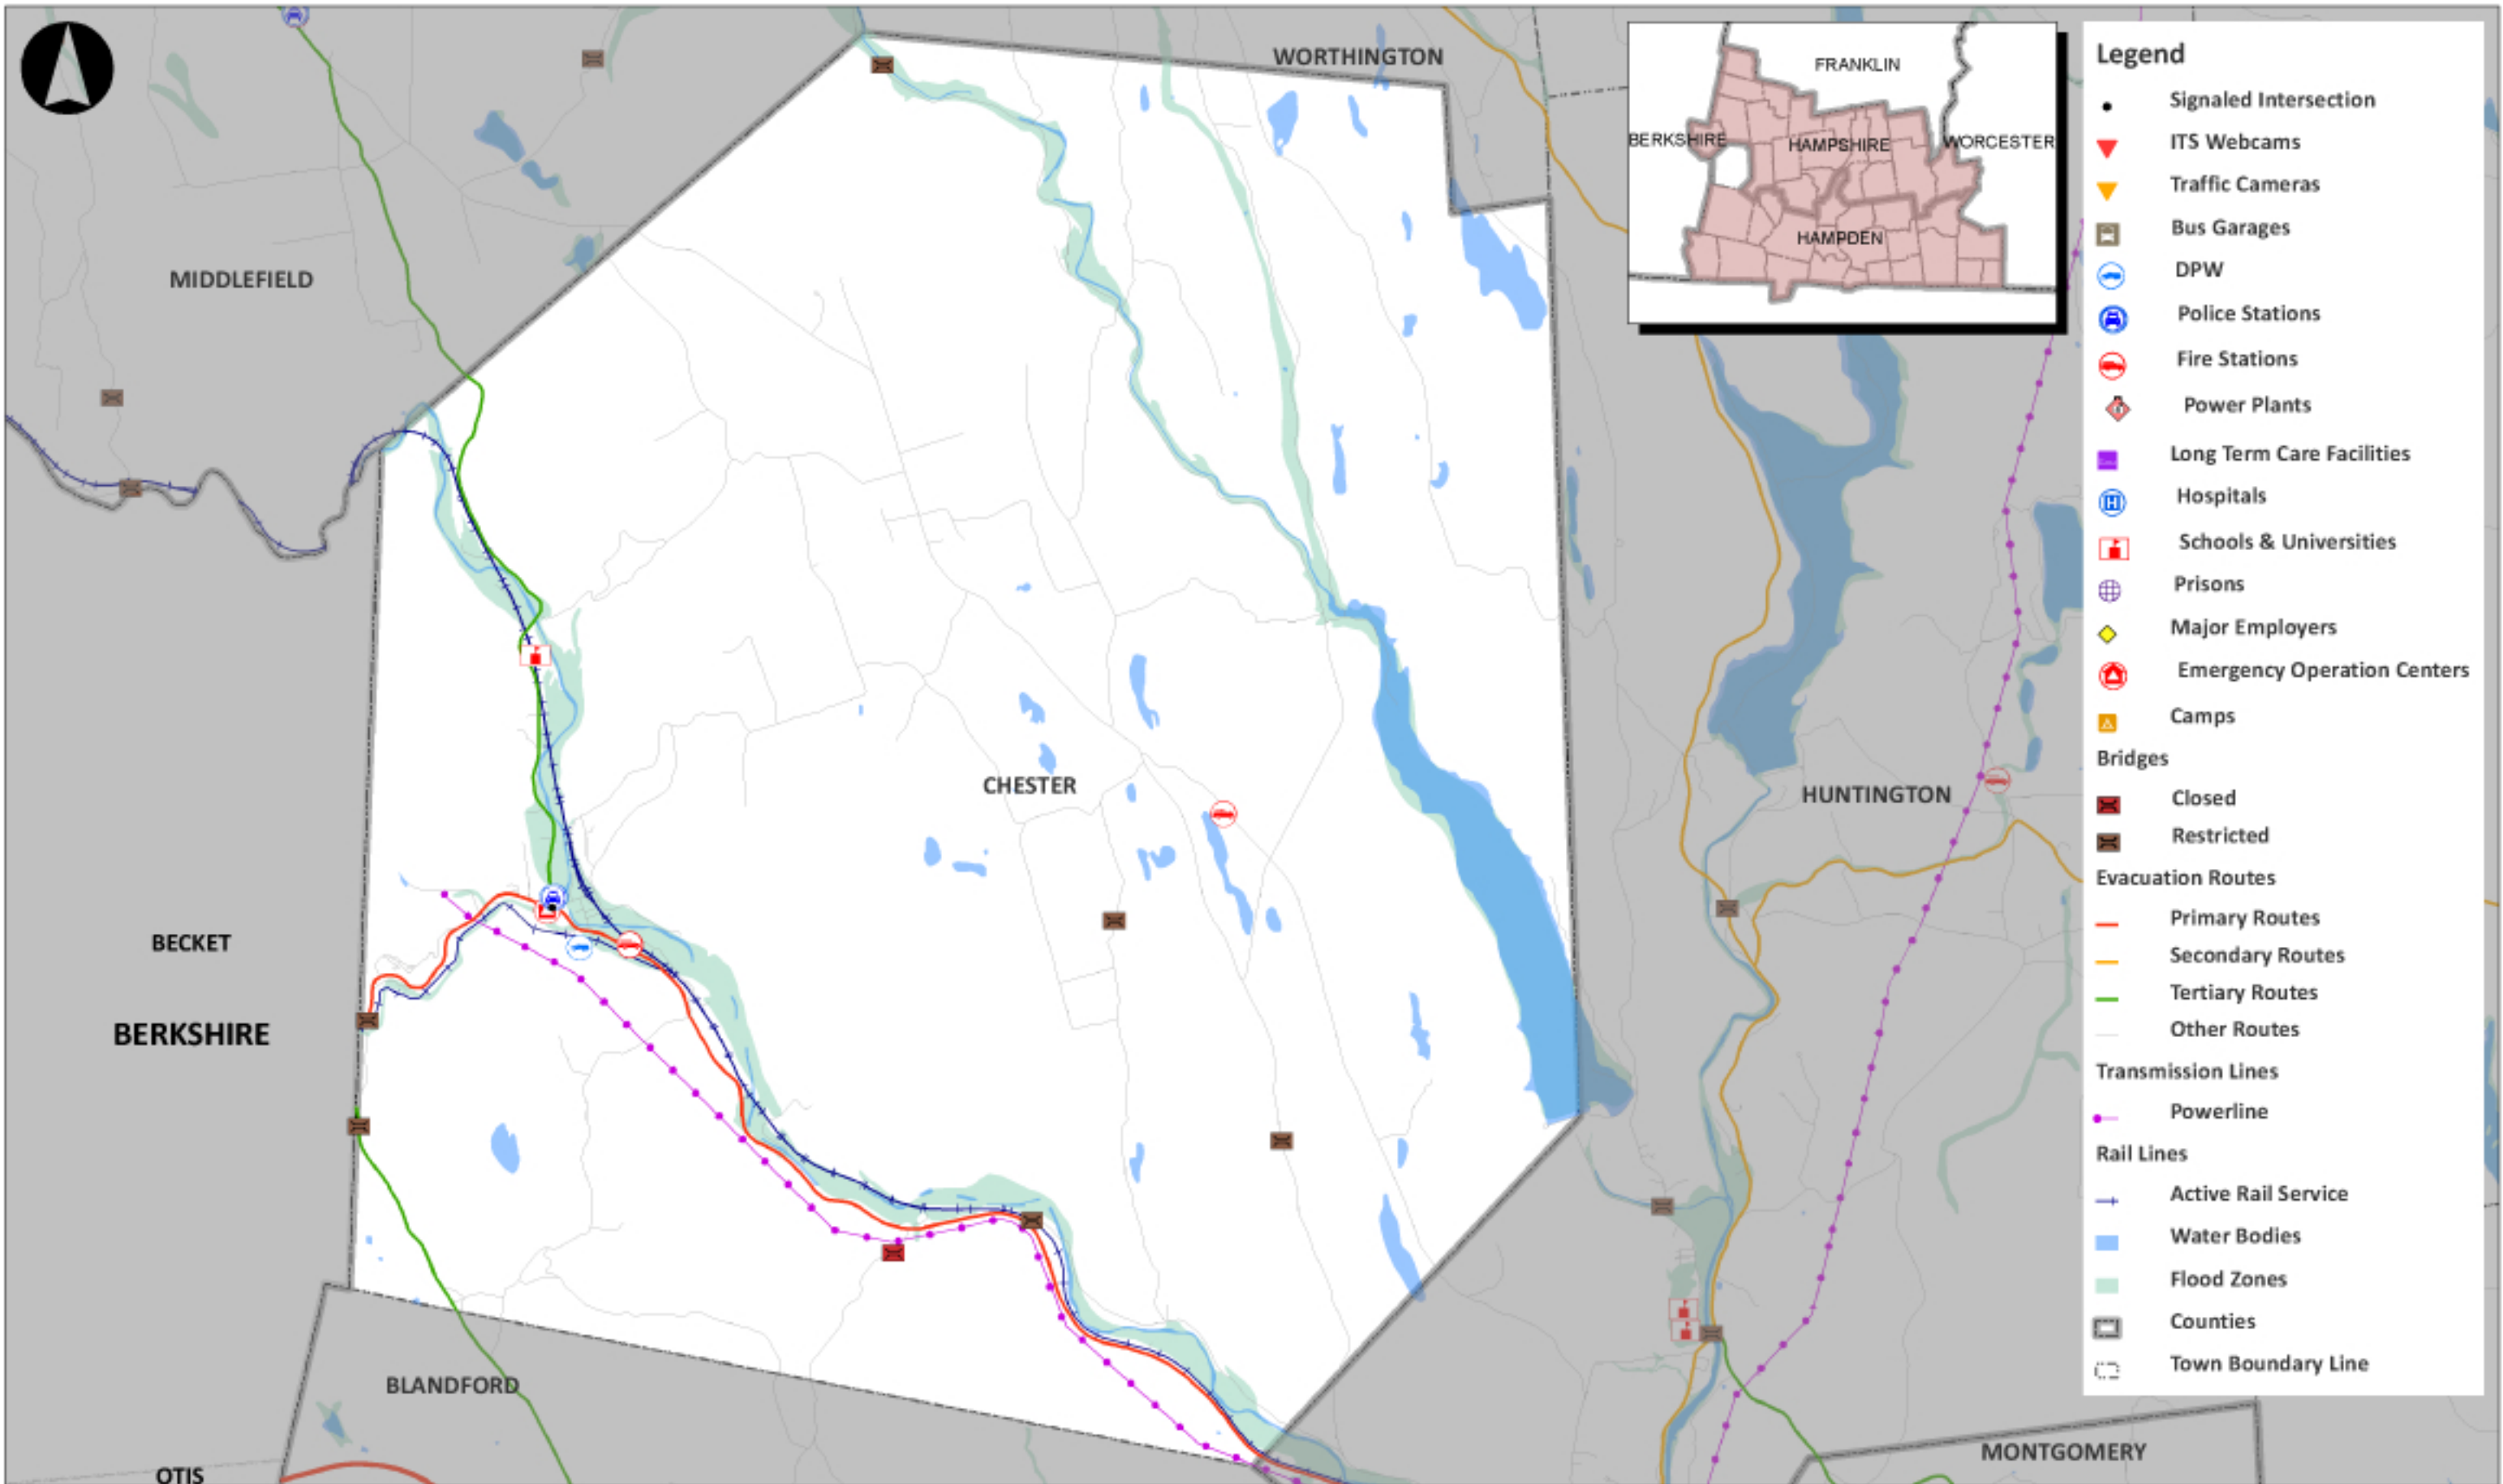 WORTHINGTON
MIDDLEFIELD
CHESTER
HUNTINGTON
BECKET
BERKSHIRE
BLANDFORD
OTIS
MONTGOMERY
FRANKLIN
BERKSHIRE
HAMPSHIRE
WORCESTER
HAMPDEN
Legend
Signaled Intersection
ITS Webcams
Traffic Cameras
Bus Garages
DPW
Police Stations
Fire Stations
Power Plants
Long Term Care Facilities
H
Hospitals
Schools & Universities
Prisons
Major Employers
Emergency Operation Centers
Camps
Bridges
Closed
Restricted
Evacuation Routes
Primary Routes
Secondary Routes
Tertiary Routes
Other Routes
Transmission Lines
Powerline
Rail Lines
Active Rail Service
Water Bodies
Flood Zones
Counties
Town Boundary Line